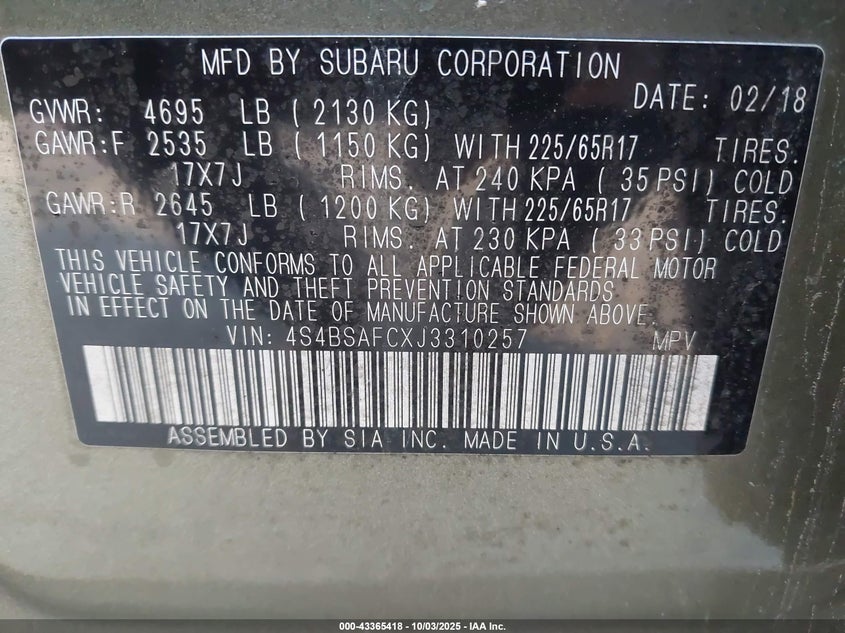 MFD BY SUBARU CORPORATION
DATE: 02/18
GVWR: 4695 LB ( 2130 KG)
GAWR:F 2535 LB ( 1150 KG) WITH 225/65R17 TIRES.
17X7J RIMS. AT 240 KPA ( 35 PSI) COLD
GAWR:R 2645 LB ( 1200 KG) WITH 225/65R17 TIRES.
17X7J RIMS. AT 230 KPA ( 33 PSI) COLD
THIS VEHICLE CONFORMS TO ALL APPLICABLE FEDERAL MOTOR
VEHICLE SAFETY AND THEFT PREVENTION STANDARDS
IN EFFECT ON THE DATE OF MANUFACTURE SHOWN ABOVE.
VIN: 4S4BSAFCXJ3310257 MPV
ASSEMBLED BY SIA INC. MADE IN U.S.A.
000-43365418 - 10/03/2025 - IAA Inc.